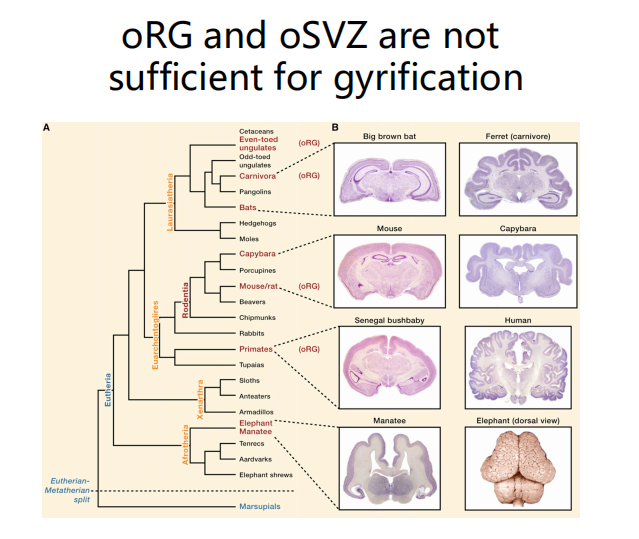 oRG and oSVZ are not
sufficient for gyrification
A
Cetaceans
Even-toed
ungulates
(oRG)
Odd-toed
ungulates
Carnivora
(oRG)
Pangolins
Bats
Hedgehogs
Moles
Capybara
Porcupines
Mouse/rat
(oRG)
Beavers
Chipmunks
Rabbits
Primates
(oRG)
Tupaias
Sloths
Anteaters
Armadillos
Elephant
Manatee
Tenrecs
Aardvarks
Elephant shrews
Marsupials
Laurasiatheria
Rodentia
Euarchontoglires
Eutheria
Xenarthra
Afrotheria
Eutherian-
Metatherian
split
B
Big brown bat
Ferret (carnivore)
Mouse
Capybara
Senegal bushbaby
Human
Manatee
Elephant (dorsal view)